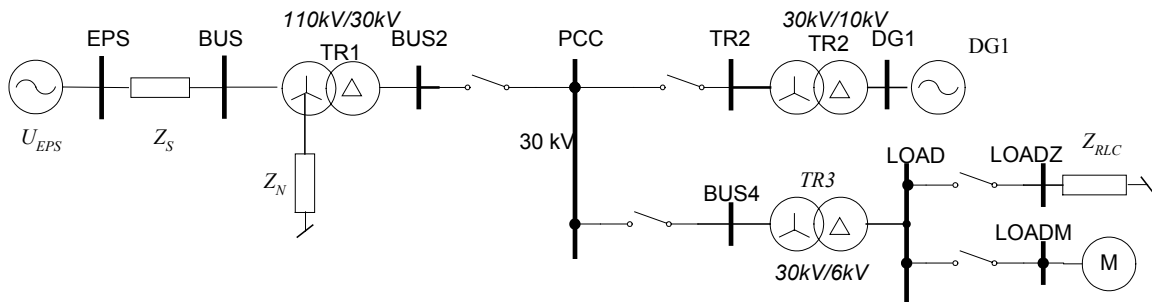 110kV/30kV
30kV/10kV
EPS
BUS
TR1
BUS2
PCC
TR2
TR2
DG1
DG1
U_EPS
Z_S
30 kV
Z_N
LOAD
LOADZ
Z_RLC
BUS4
TR3
30kV/6kV
LOADM
M